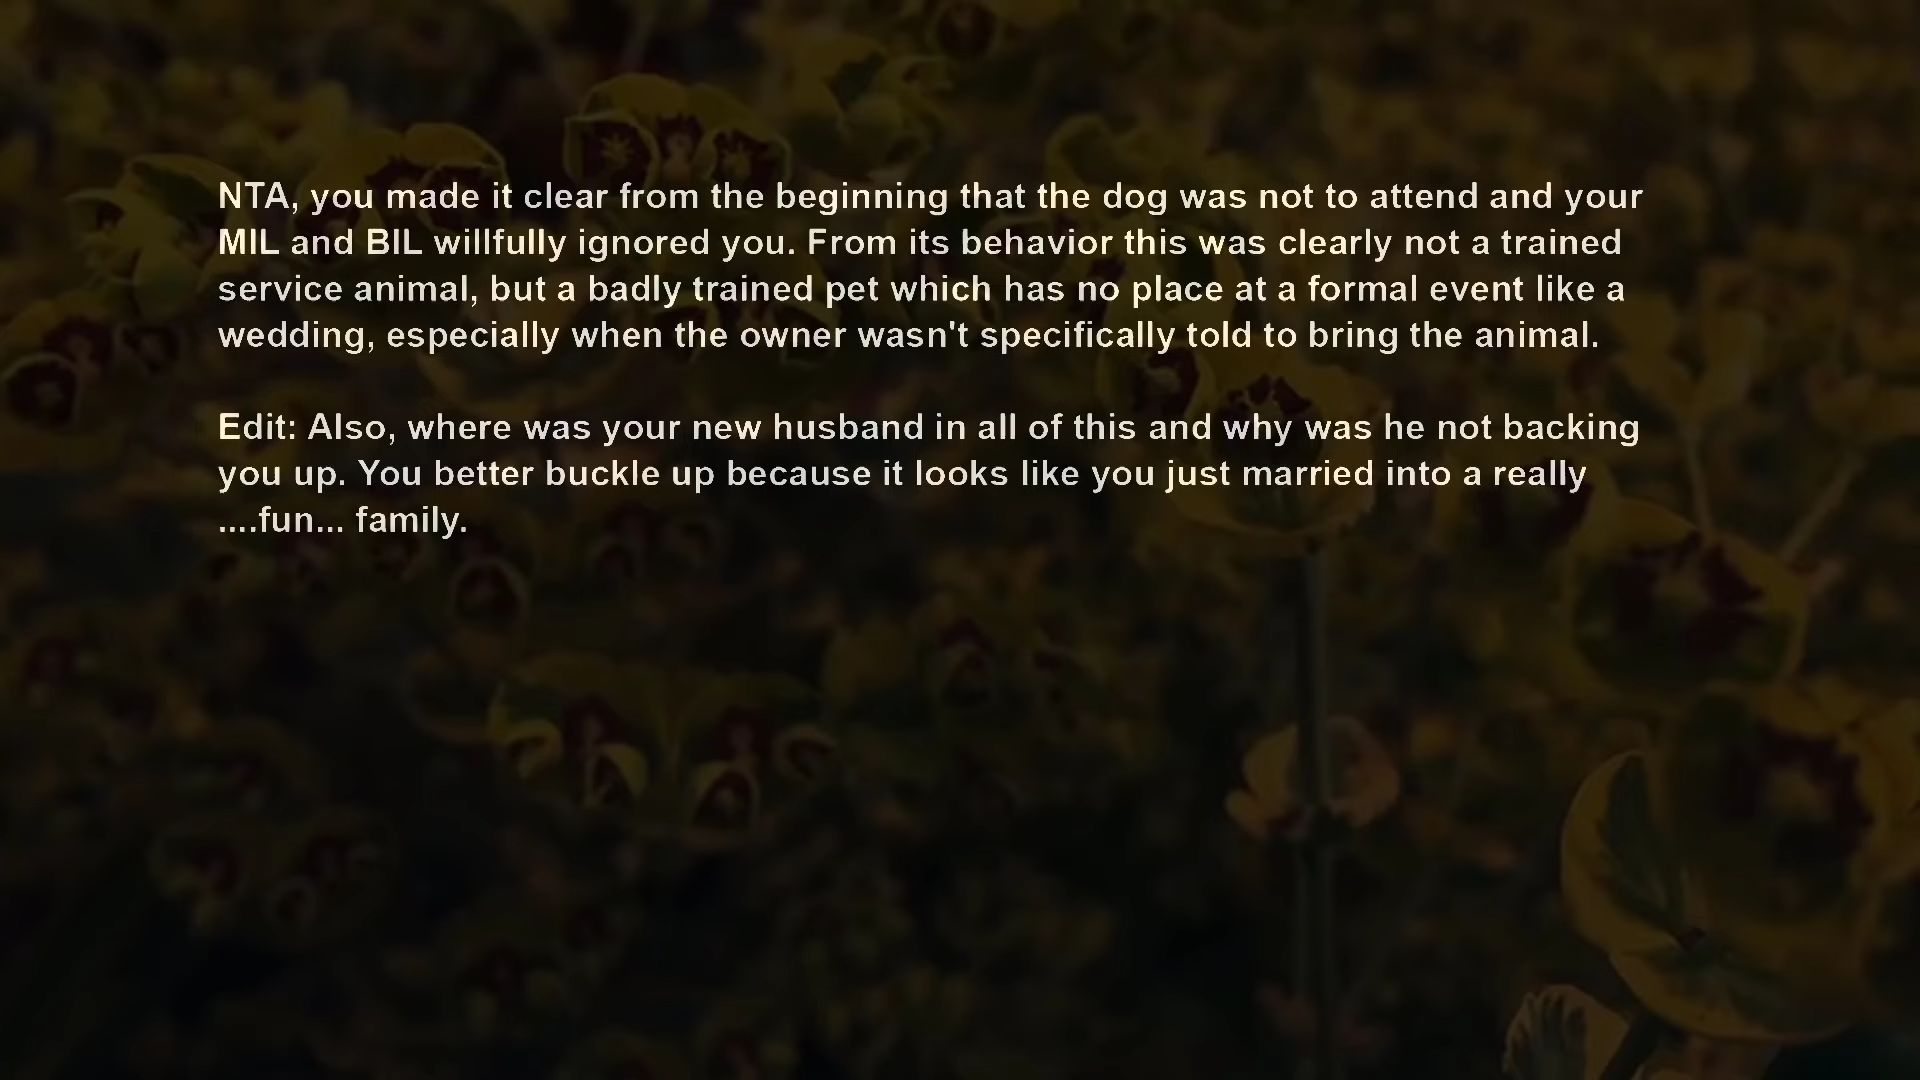 NTA, you made it clear from the beginning that the dog was not to attend and your
MIL and BIL willfully ignored you. From its behavior this was clearly not a trained
service animal, but a badly trained pet which has no place at a formal event like a
wedding, especially when the owner wasn't specifically told to bring the animal.
Edit: Also, where was your new husband in all of this and why was he not backing
you up. You better buckle up because it looks like you just married into a really
....fun... family.